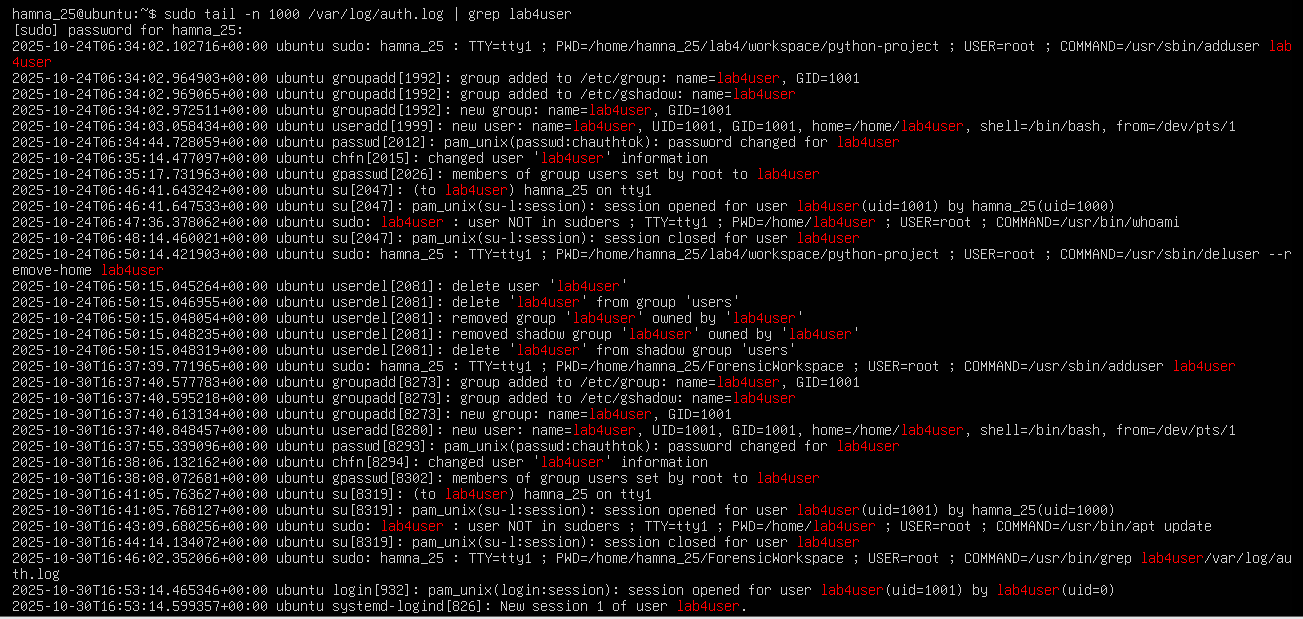 hamna_25@ubuntu:~$ sudo tail -n 1000 /var/log/auth.log | grep lab4user
[sudo] password for hamna_25:
2025-10-24T06:34:02.102716+00:00 ubuntu sudo: hamna_25 : TTY=tty1 ; PWD=/home/hamna_25/lab4/workspace/python-project ; USER=root ; COMMAND=/usr/sbin/adduser lab
4user
2025-10-24T06:34:02.964903+00:00 ubuntu groupadd[1992]: group added to /etc/group: name=lab4user, GID=1001
2025-10-24T06:34:02.969065+00:00 ubuntu groupadd[1992]: group added to /etc/gshadow: name=lab4user
2025-10-24T06:34:02.972511+00:00 ubuntu groupadd[1992]: new group: name=lab4user, GID=1001
2025-10-24T06:34:03.058434+00:00 ubuntu useradd[1999]: new user: name=lab4user, UID=1001, GID=1001, home=/home/lab4user, shell=/bin/bash, from=/dev/pts/1
2025-10-24T06:34:44.728059+00:00 ubuntu passwd[2012]: pam_unix(passwd:chauthtok): password changed for lab4user
2025-10-24T06:35:14.477097+00:00 ubuntu chfn[2015]: changed user 'lab4user' information
2025-10-24T06:35:17.731963+00:00 ubuntu gpasswd[2026]: members of group users set by root to lab4user
2025-10-24T06:46:41.643242+00:00 ubuntu su[2047]: (to lab4user) hamna_25 on tty1
2025-10-24T06:46:41.647533+00:00 ubuntu su[2047]: pam_unix(su-l:session): session opened for user lab4user(uid=1001) by hamna_25(uid=1000)
2025-10-24T06:47:36.378062+00:00 ubuntu sudo: lab4user : user NOT in sudoers ; TTY=tty1 ; PWD=/home/lab4user ; USER=root ; COMMAND=/usr/bin/whoami
2025-10-24T06:48:14.460021+00:00 ubuntu su[2047]: pam_unix(su-l:session): session closed for user lab4user
2025-10-24T06:50:14.421903+00:00 ubuntu sudo: hamna_25 : TTY=tty1 ; PWD=/home/hamna_25/lab4/workspace/python-project ; USER=root ; COMMAND=/usr/sbin/deluser --r
emove-home lab4user
2025-10-24T06:50:15.045264+00:00 ubuntu userdel[2081]: delete user 'lab4user'
2025-10-24T06:50:15.046955+00:00 ubuntu userdel[2081]: delete 'lab4user' from group 'users'
2025-10-24T06:50:15.048054+00:00 ubuntu userdel[2081]: removed group 'lab4user' owned by 'lab4user'
2025-10-24T06:50:15.048235+00:00 ubuntu userdel[2081]: removed shadow group 'lab4user' owned by 'lab4user'
2025-10-24T06:50:15.048319+00:00 ubuntu userdel[2081]: delete 'lab4user' from shadow group 'users'
2025-10-30T16:37:39.771965+00:00 ubuntu sudo: hamna_25 : TTY=tty1 ; PWD=/home/hamna_25/ForensicWorkspace ; USER=root ; COMMAND=/usr/sbin/adduser lab4user
2025-10-30T16:37:40.577783+00:00 ubuntu groupadd[8273]: group added to /etc/group: name=lab4user, GID=1001
2025-10-30T16:37:40.595218+00:00 ubuntu groupadd[8273]: group added to /etc/gshadow: name=lab4user
2025-10-30T16:37:40.613134+00:00 ubuntu groupadd[8273]: new group: name=lab4user, GID=1001
2025-10-30T16:37:40.848457+00:00 ubuntu useradd[8280]: new user: name=lab4user, UID=1001, GID=1001, home=/home/lab4user, shell=/bin/bash, from=/dev/pts/1
2025-10-30T16:37:55.339096+00:00 ubuntu passwd[8293]: pam_unix(passwd:chauthtok): password changed for lab4user
2025-10-30T16:38:06.132162+00:00 ubuntu chfn[8294]: changed user 'lab4user' information
2025-10-30T16:38:08.072681+00:00 ubuntu gpasswd[8302]: members of group users set by root to lab4user
2025-10-30T16:41:05.763627+00:00 ubuntu su[8319]: (to lab4user) hamna_25 on tty1
2025-10-30T16:41:05.768127+00:00 ubuntu su[8319]: pam_unix(su-l:session): session opened for user lab4user(uid=1001) by hamna_25(uid=1000)
2025-10-30T16:43:09.680256+00:00 ubuntu sudo: lab4user : user NOT in sudoers ; TTY=tty1 ; PWD=/home/lab4user ; USER=root ; COMMAND=/usr/bin/apt update
2025-10-30T16:44:14.134072+00:00 ubuntu su[8319]: pam_unix(su-l:session): session closed for user lab4user
2025-10-30T16:46:02.352066+00:00 ubuntu sudo: hamna_25 : TTY=tty1 ; PWD=/home/hamna_25/ForensicWorkspace ; USER=root ; COMMAND=/usr/bin/grep lab4user/var/log/au
th.log
2025-10-30T16:53:14.465346+00:00 ubuntu login[932]: pam_unix(login:session): session opened for user lab4user(uid=1001) by lab4user(uid=0)
2025-10-30T16:53:14.599357+00:00 ubuntu systemd-logind[826]: New session 1 of user lab4user.